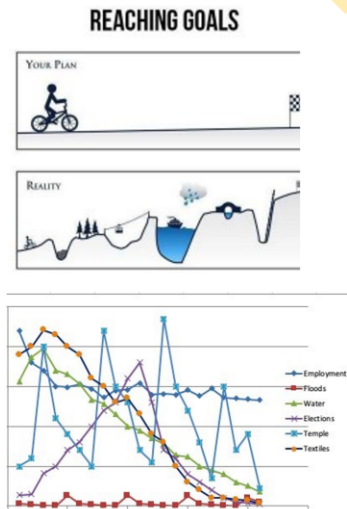 REACHING GOALS
YOUR PLAN
REALITY
Employment
Floods
Water
Elections
Temple
Textiles